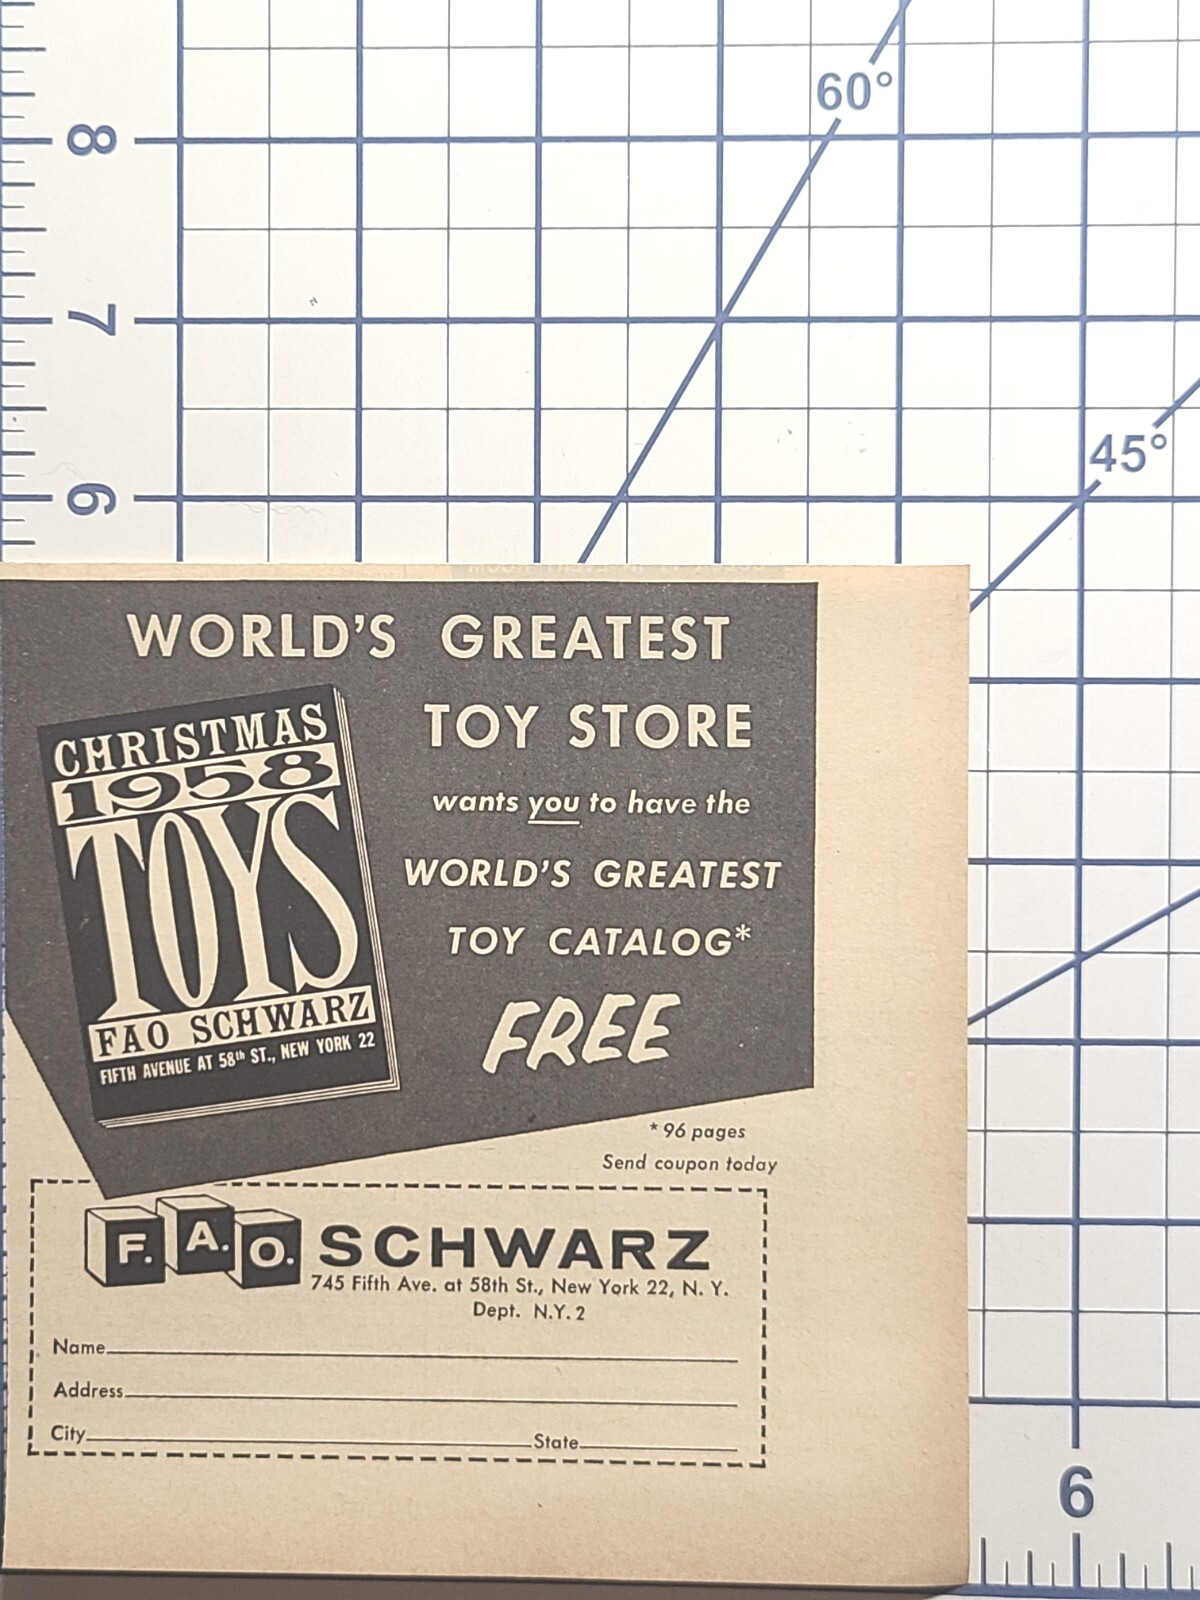 60°
8
7
45°
6
WORLD'S GREATEST
TOY STORE
wants you to have the
WORLD'S GREATEST
TOY CATALOG*
FREE
CHRISTMAS
1958
TOYS
FAO SCHWARZ
FIFTH AVENUE AT 58th ST., NEW YORK 22
* 96 pages
Send coupon today
F.A.O. SCHWARZ
745 Fifth Ave. at 58th St., New York 22, N. Y.
Dept. N.Y. 2
Name
Address
City State
6